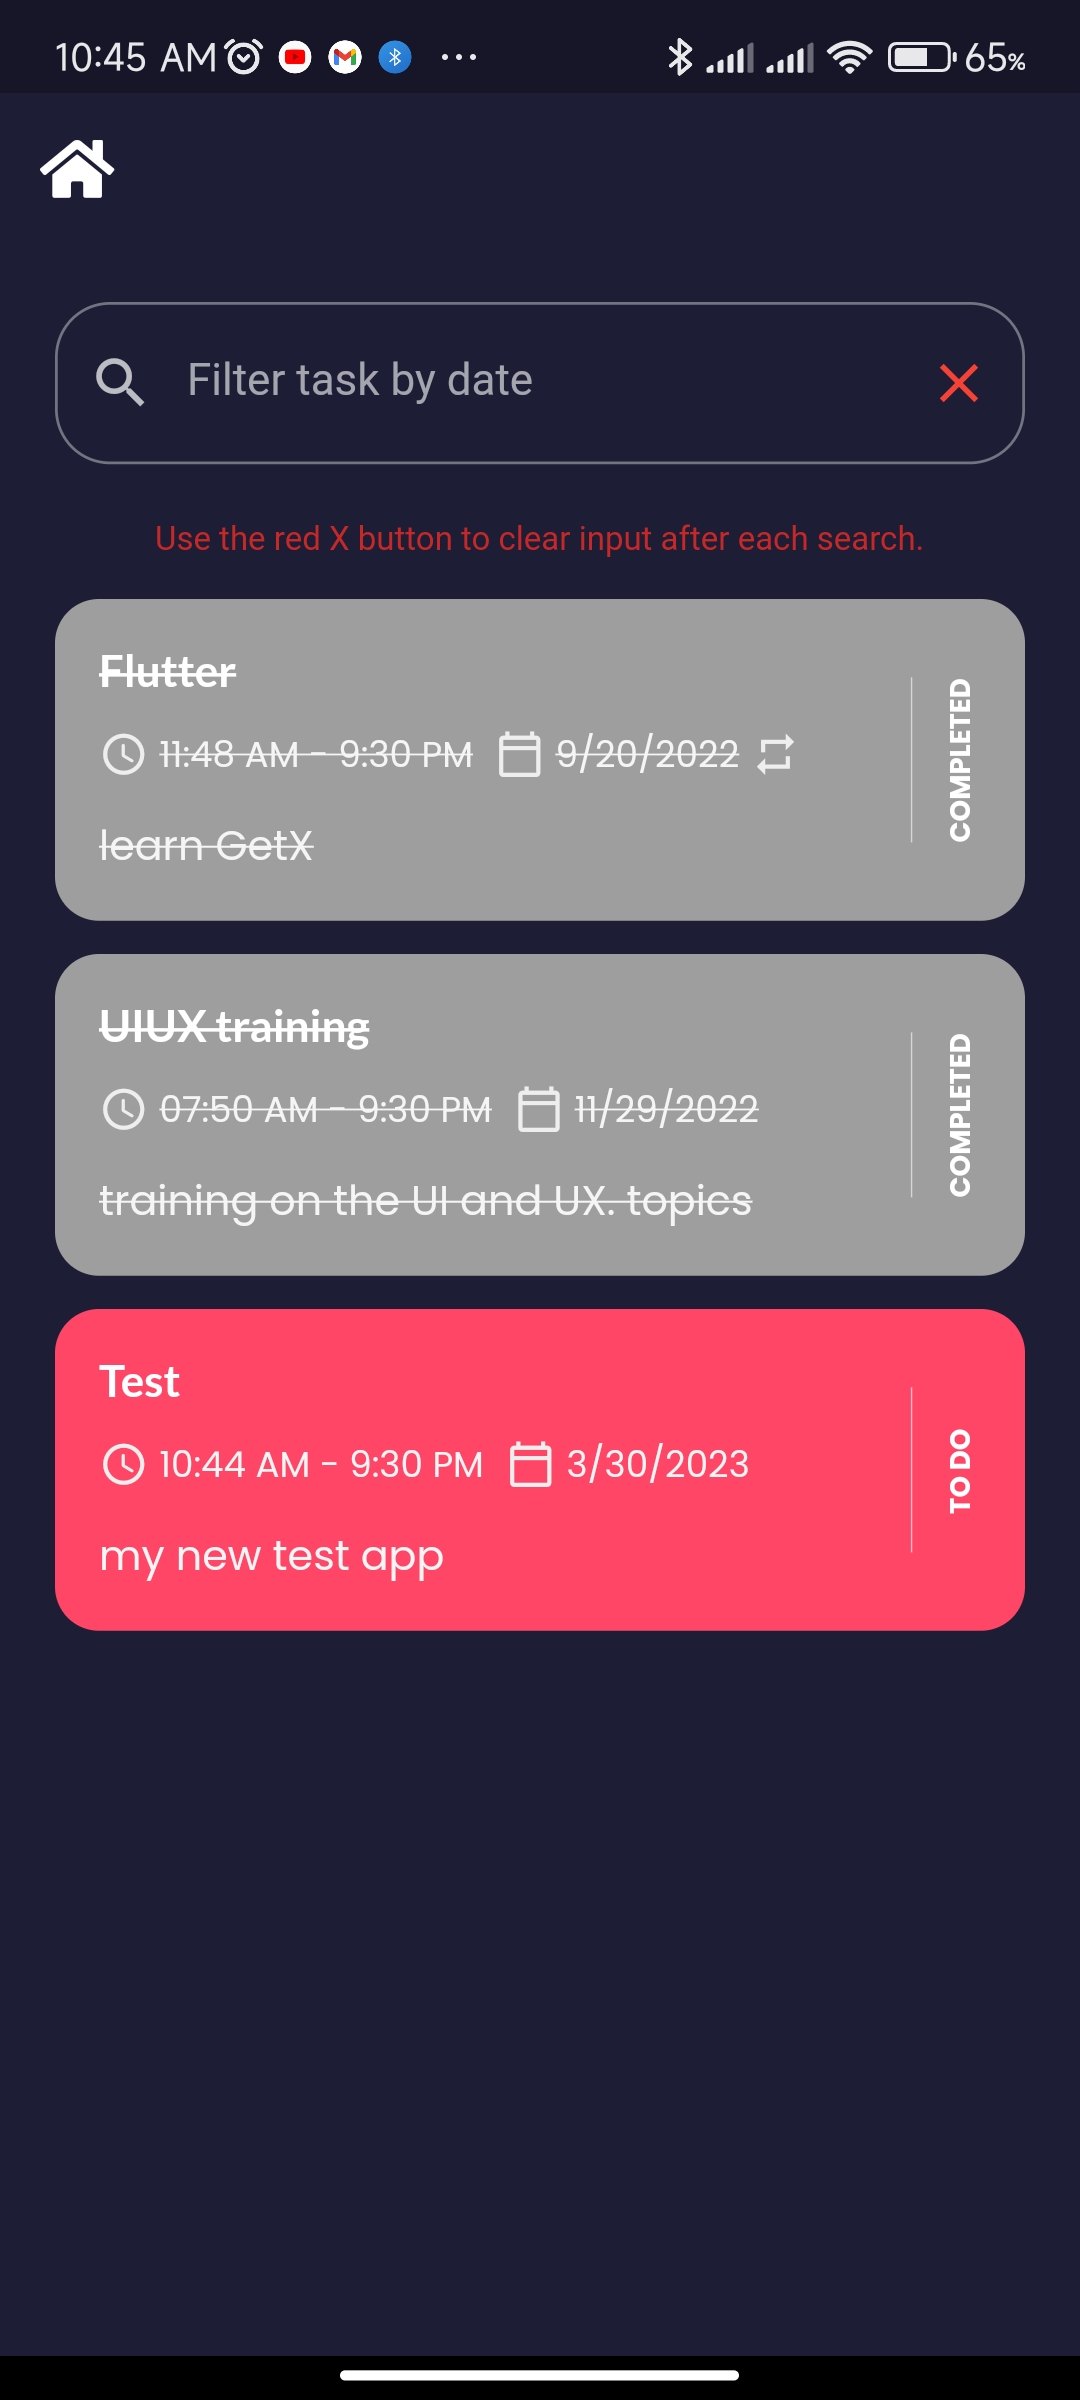 10:45 AM 65%
Filter task by date
Use the red X button to clear input after each search.
Flutter
11:48 AM - 9:30 PM 9/20/2022
learn GetX
COMPLETED
UIUX training
07:50 AM - 9:30 PM 11/29/2022
training on the UI and UX. topics
COMPLETED
Test
10:44 AM - 9:30 PM 3/30/2023
my new test app
TO DO